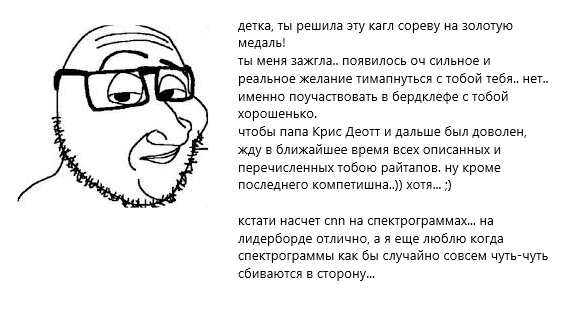 детка, ты решила эту кагл сореву на золотую
медаль!
ты меня зажгла.. появилось оч сильное и
реальное желание тимапнуться с тобой тебя.. нет..
именно поучаствовать в бердклефе с тобой
хорошенько.
чтобы папа Крис Деотт и дальше был доволен,
жду в ближайшее время всех описанных и
перечисленных тобою райтапов. ну кроме
последнего компетишна..)) хотя... ;)

кстати насчет cnn на спектрограммах... на
лидерборде отлично, а я еще люблю когда
спектрограммы как бы случайно совсем чуть-чуть
сбиваются в сторону...